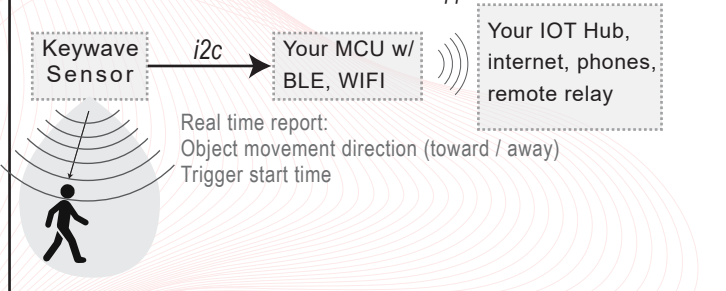 Keywave
Sensor
i2c
Your MCU w/
BLE, WIFI
Your IOT Hub,
internet, phones,
remote relay
Real time report:
Object movement direction (toward / away)
Trigger start time